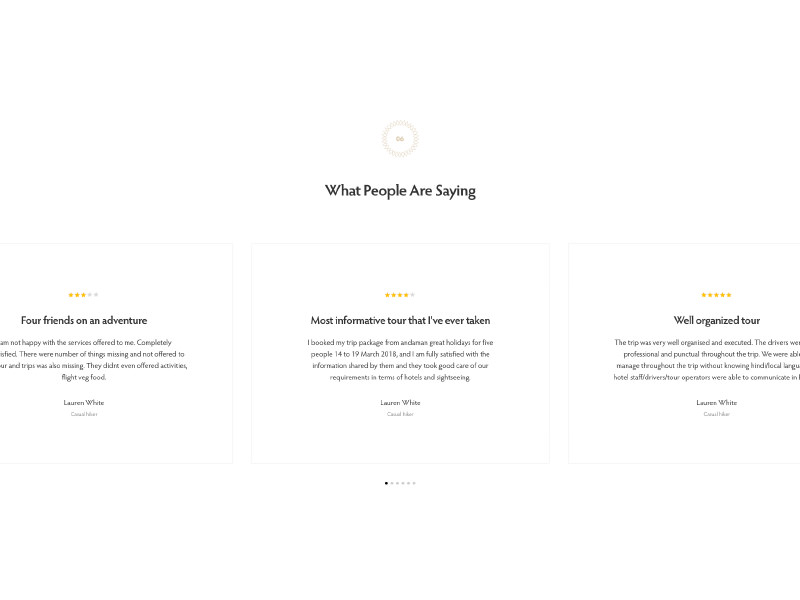 06
What People Are Saying
Four friends on an adventure
am not happy with the services offered to me. Completely
sfied. There were number of things missing and not offered to
our and trips was also missing. They didnt even offered activities,
flight veg food.
Lauren White
Casual hiker
Most informative tour that I've ever taken
I booked my trip package from andaman great holidays for five
people 14 to 19 March 2018, and I am fully satisfied with the
information shared by them and they took good care of our
requirements in terms of hotels and sightseeing.
Lauren White
Casual hiker
Well organized tour
The trip was very well organised and executed. The drivers wer
professional and punctual throughout the trip. We were able
manage throughout the trip without knowing hindi/local langu
hotel staff/drivers/tour operators were able to communicate in
Lauren White
Casual hiker